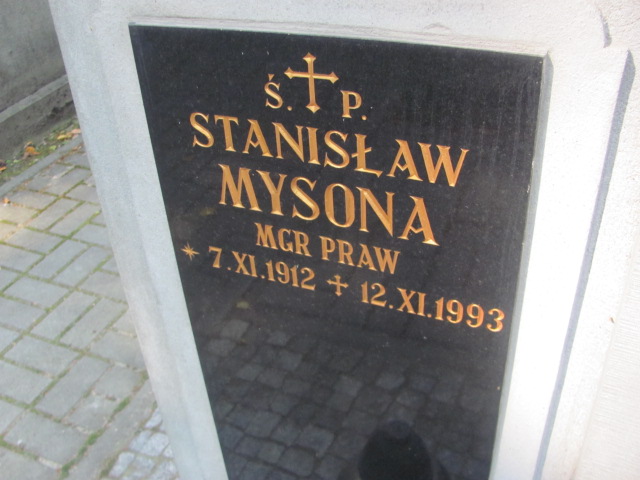 Ś. P.
STANISŁAW
MYSONA
MGR PRAW
* 7.XI.1912 + 12.XI.1993